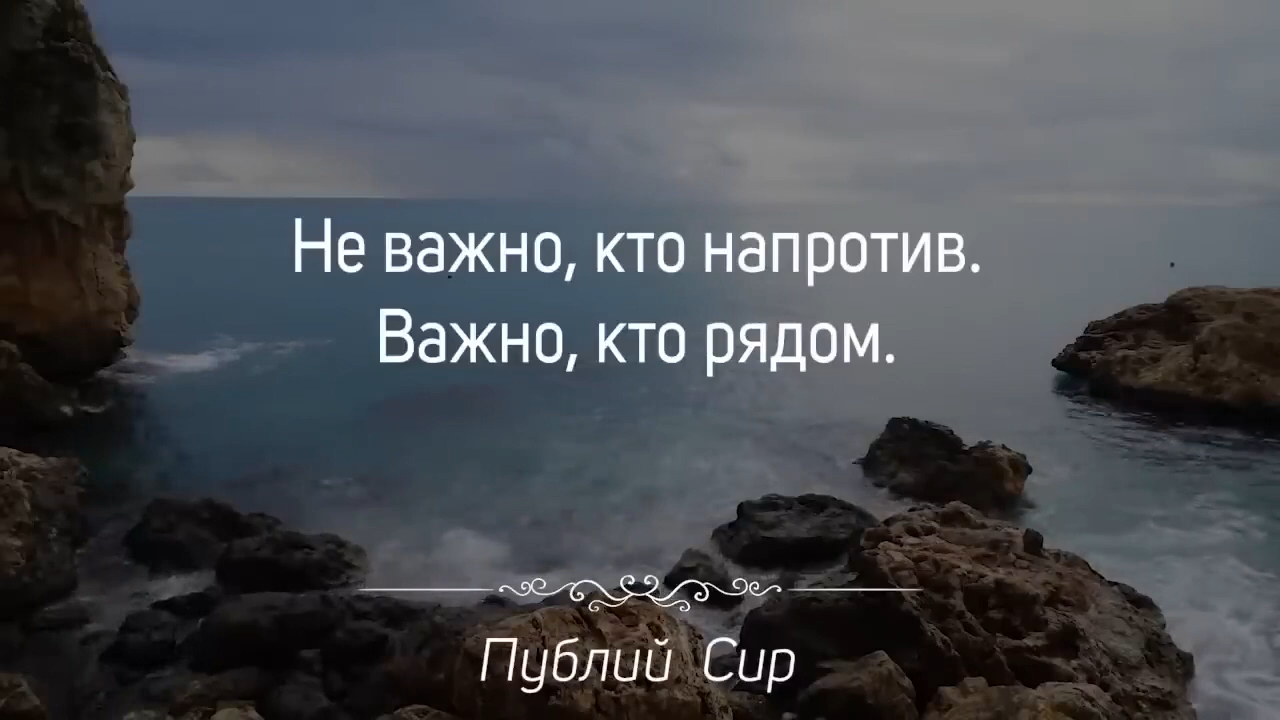 Не важно, кто напротив.
Важно, кто рядом.
Публий Сир